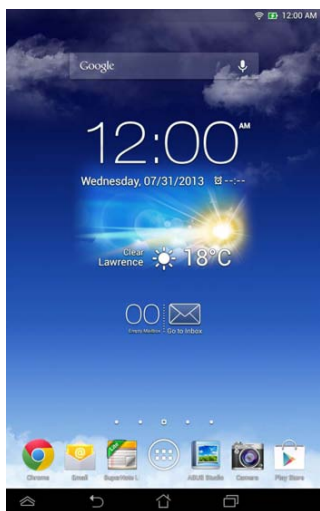 12:00 AM
Google
12:00 AM
Wednesday, 07/31/2013 --:--
Clear
Lawrence 18°C
00
Empty Mailbox Go to Inbox
Chrome Email SuperNote L ASUS Studio Camera Play Store